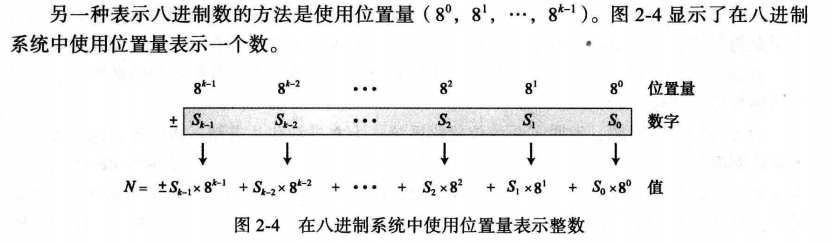 另一种表示八进制数的方法是使用位置量（8⁰，8¹，…，8ᵏ⁻¹）。图 2-4 显示了在八进制
系统中使用位置量表示一个数。
8ᵏ⁻¹ 8ᵏ⁻² ••• 8² 8¹ 8⁰ 位置量
± Sₖ₋₁ Sₖ₋₂ ••• S₂ S₁ S₀ 数字
↓ ↓ ↓ ↓ ↓
N= ±Sₖ₋₁×8ᵏ⁻¹ + Sₖ₋₂×8ᵏ⁻² + ••• + S₂×8² + S₁×8¹ + S₀×8⁰ 值
图 2-4 在八进制系统中使用位置量表示整数